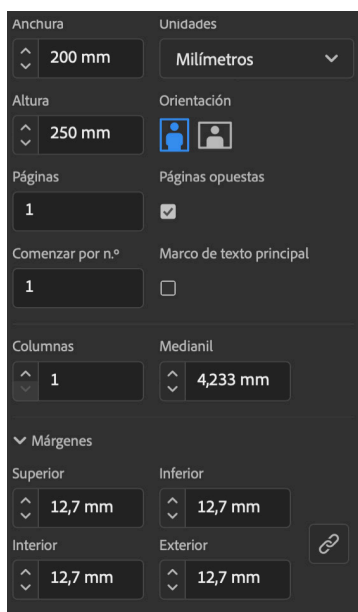 Anchura Unidades
200 mm Milímetros
Altura Orientación
250 mm
Páginas Páginas opuestas
1
Comenzar por n.º Marco de texto principal
1
Columnas Medianil
1 4,233 mm
Márgenes
Superior Inferior
12,7 mm 12,7 mm
Interior Exterior
12,7 mm 12,7 mm